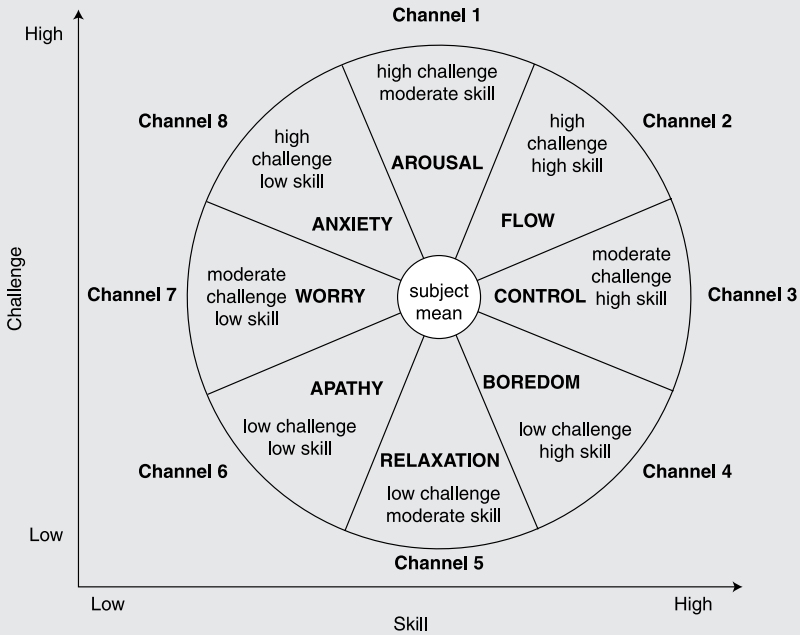 Channel 1
High
high challenge
moderate skill
Channel 8
Channel 2
high
challenge
low skill
high
challenge
high skill
AROUSAL
ANXIETY
FLOW
Challenge
Channel 7
moderate
challenge
low skill
WORRY
subject
mean
CONTROL
moderate
challenge
high skill
Channel 3
APATHY
BOREDOM
low challenge
low skill
low challenge
high skill
RELAXATION
Channel 6
Channel 4
low challenge
moderate skill
Low
Channel 5
Low
High
Skill